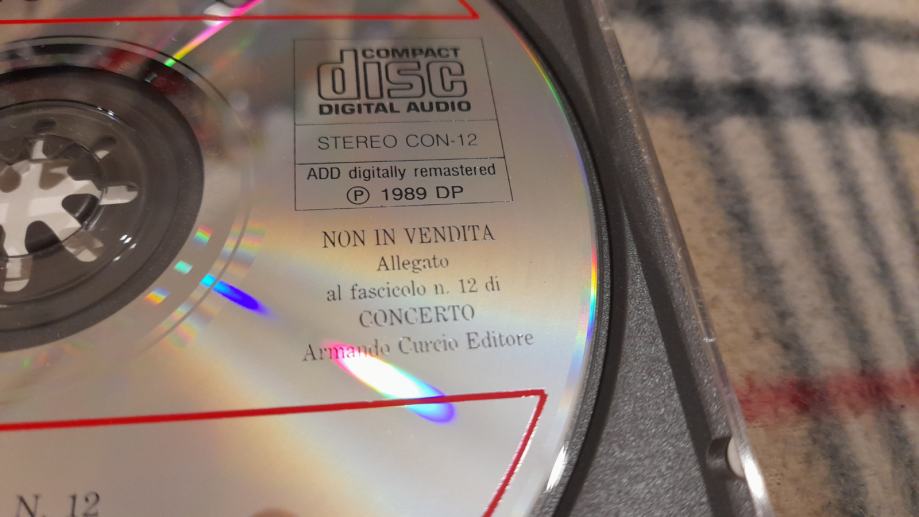 COMPACT
disc
DIGITAL AUDIO
STEREO CON-12
ADD digitally remastered
Ⓟ 1989 DP
NON IN VENDITA
Allegato
al fascicolo n. 12 di
CONCERTO
Armando Curcio Editore
N. 12